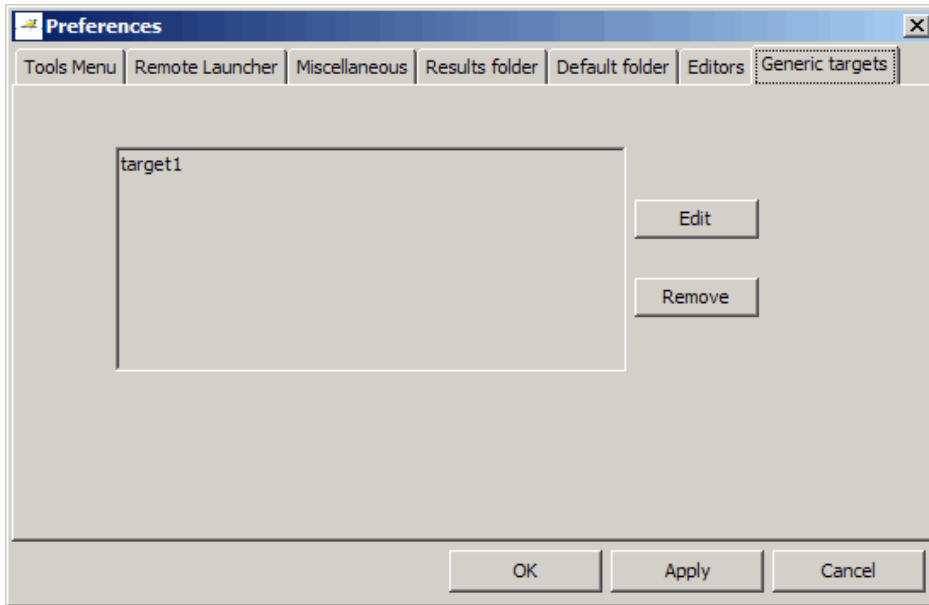 Preferences
Tools Menu Remote Launcher Miscellaneous Results folder Default folder Editors Generic targets
target1
Edit
Remove
OK Apply Cancel